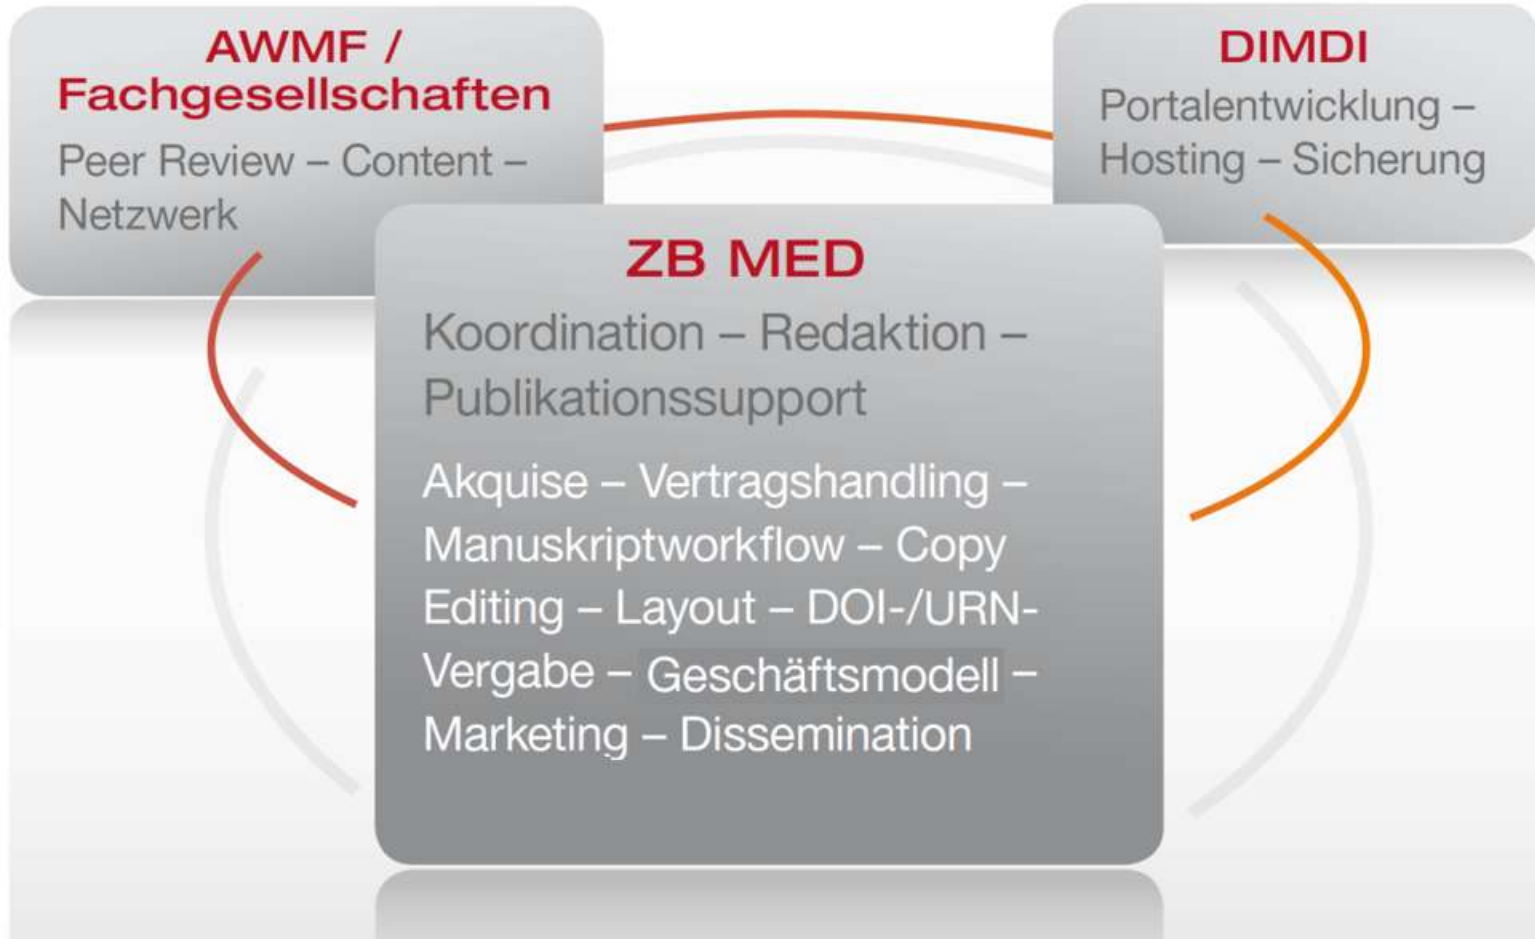 AWMF /
Fachgesellschaften
Peer Review – Content –
Netzwerk
DIMDI
Portalentwicklung –
Hosting – Sicherung
ZB MED
Koordination – Redaktion –
Publikationssupport
Akquise – Vertragshandling –
Manuskriptworkflow – Copy
Editing – Layout – DOI-/URN-
Vergabe – Geschäftsmodell –
Marketing – Dissemination